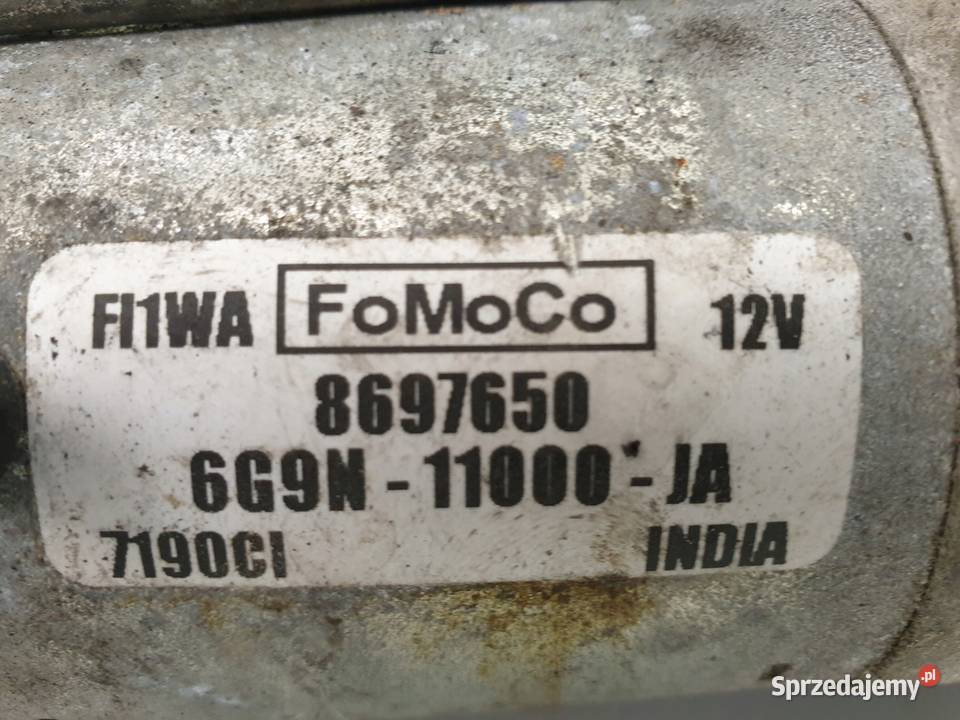 FI1WA FoMoCo 12V
8697650
6G9N-11000-JA
7190CI INDIA
Sprzedajemy.pl